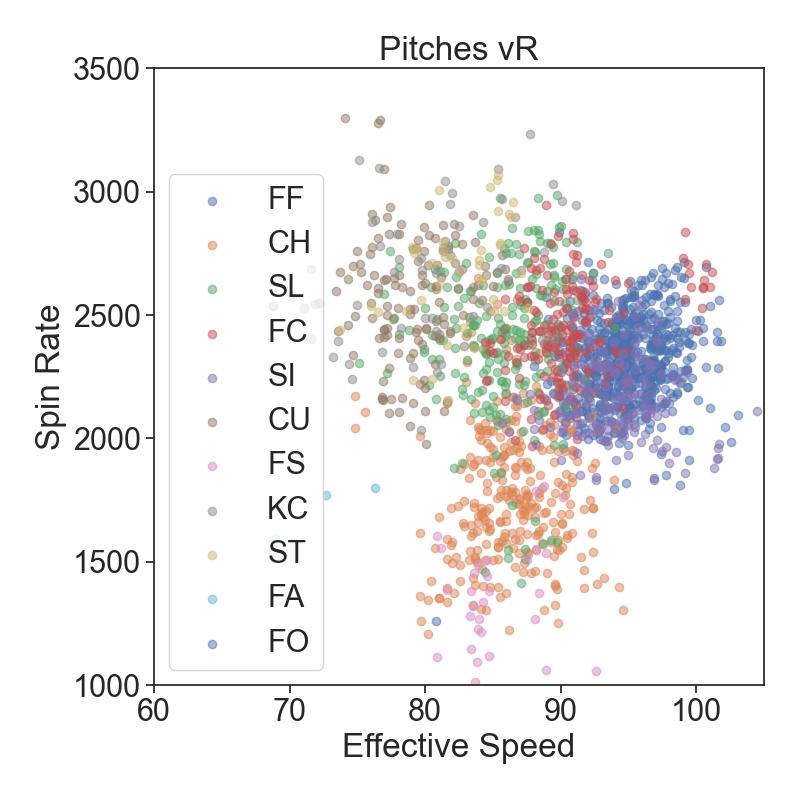 Pitches vR
3500
3000
2500
2000
1500
1000
Spin Rate
FF
CH
SL
FC
SI
CU
FS
KC
ST
FA
FO
60 70 80 90 100
Effective Speed